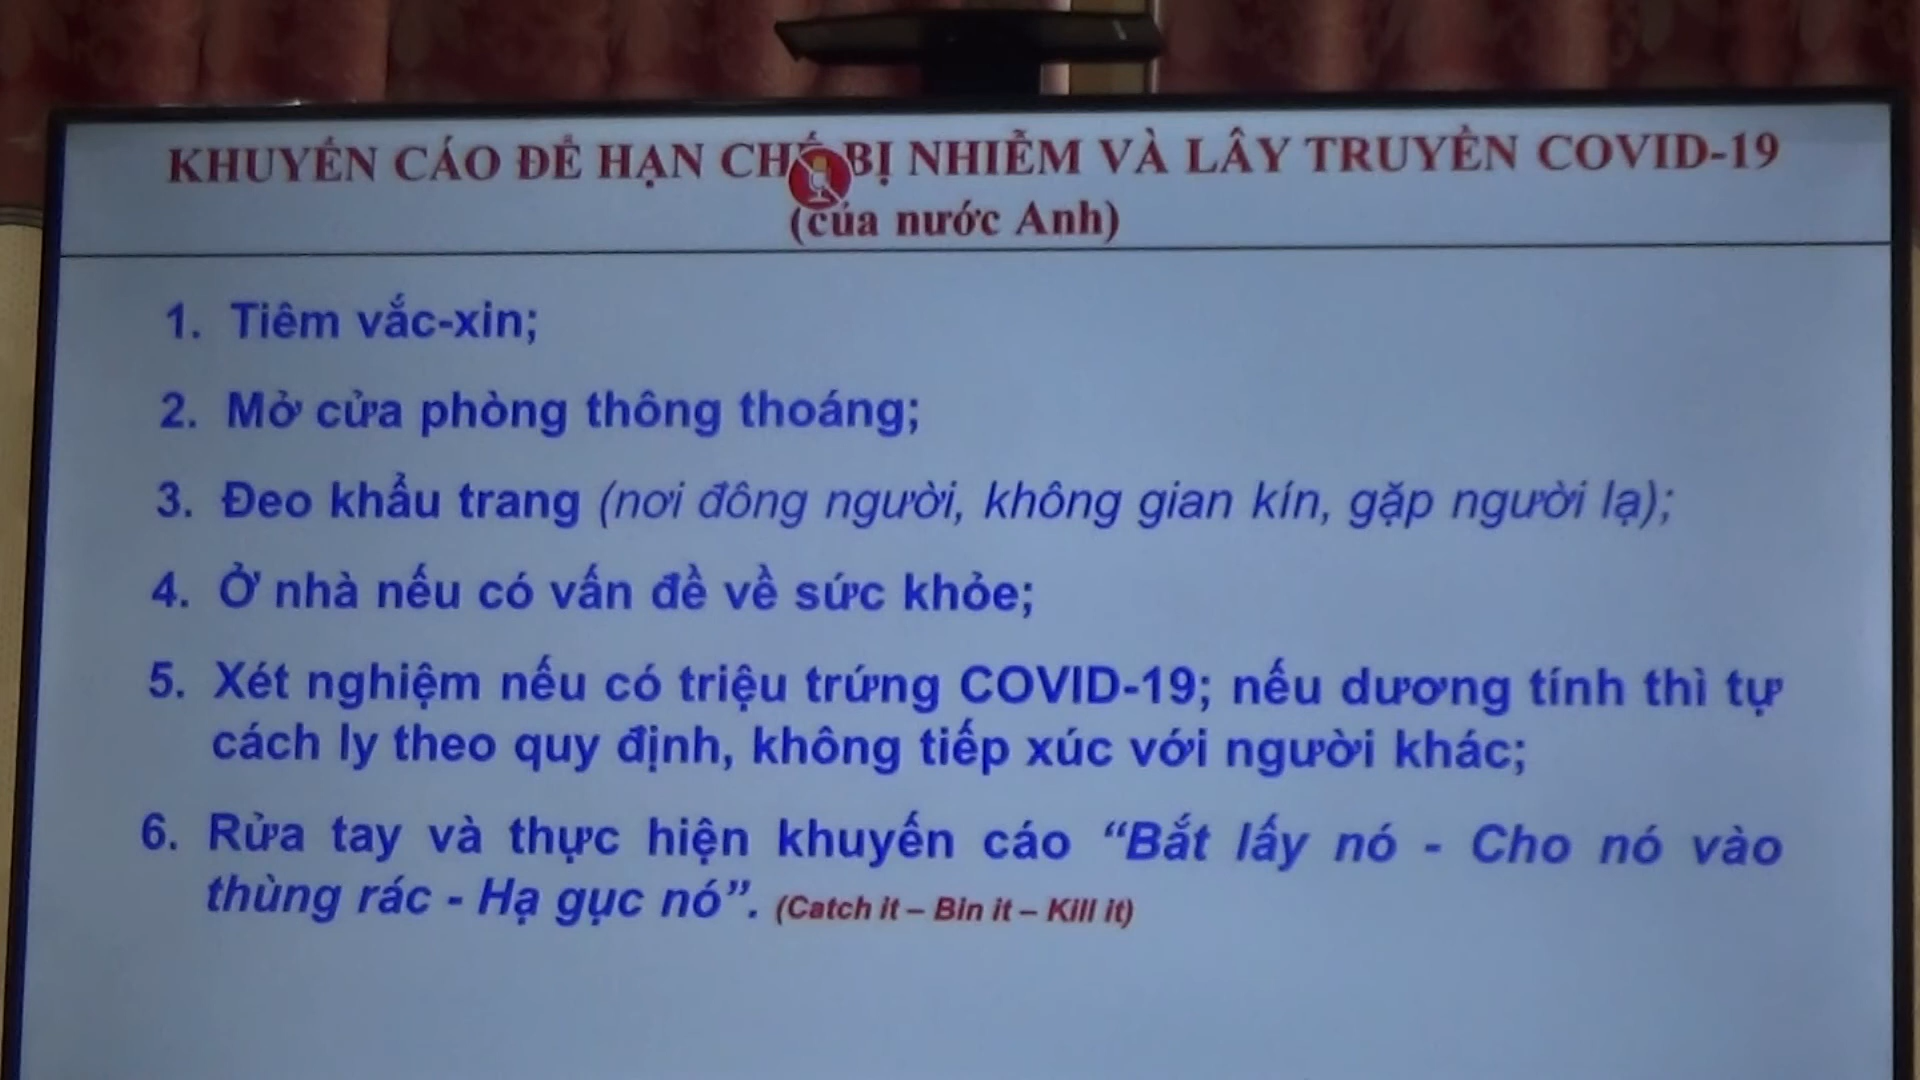 KHUYẾN CÁO ĐỂ HẠN CHẾ BỊ NHIỄM VÀ LÂY TRUYỀN COVID-19
(của nước Anh)
1. Tiêm vắc-xin;
2. Mở cửa phòng thông thoáng;
3. Đeo khẩu trang (nơi đông người, không gian kín, gặp người lạ);
4. Ở nhà nếu có vấn đề về sức khỏe;
5. Xét nghiệm nếu có triệu trứng COVID-19; nếu dương tính thì tự
cách ly theo quy định, không tiếp xúc với người khác;
6. Rửa tay và thực hiện khuyến cáo “Bắt lấy nó - Cho nó vào
thùng rác - Hạ gục nó”. (Catch it – Bin it – Kill it)